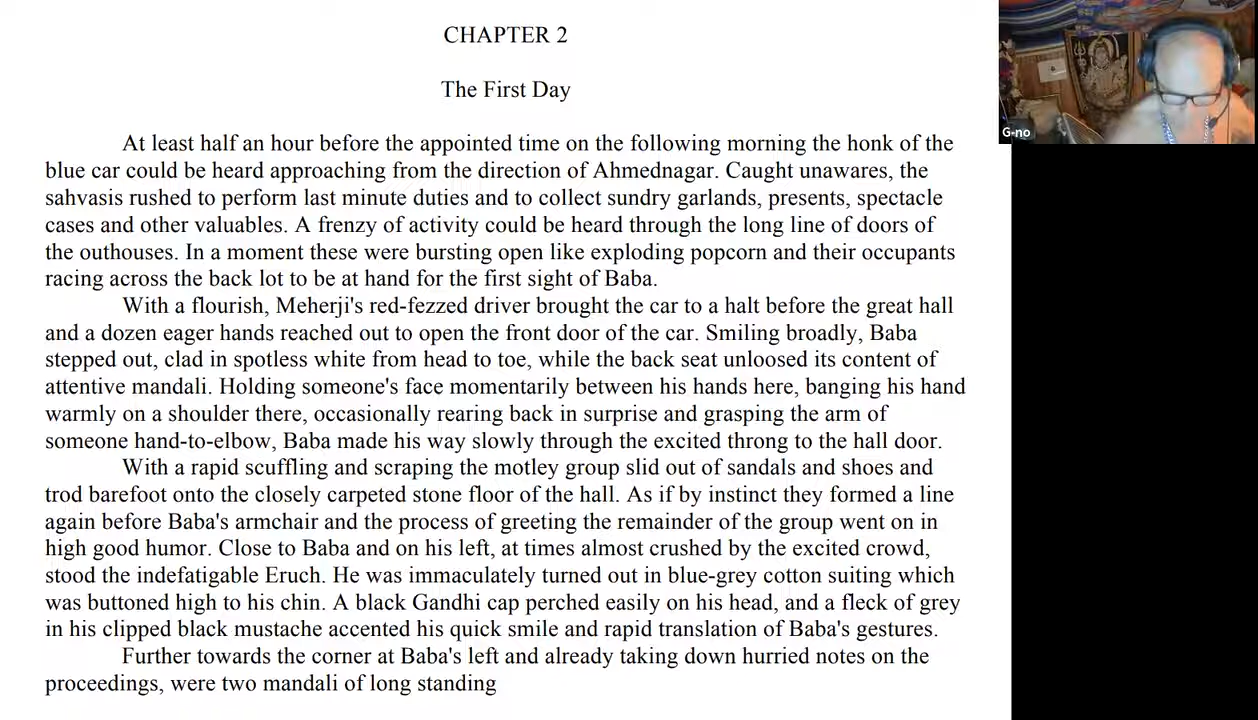 CHAPTER 2
The First Day
At least half an hour before the appointed time on the following morning the honk of the
blue car could be heard approaching from the direction of Ahmednagar. Caught unawares, the
sahvasis rushed to perform last minute duties and to collect sundry garlands, presents, spectacle
cases and other valuables. A frenzy of activity could be heard through the long line of doors of
the outhouses. In a moment these were bursting open like exploding popcorn and their occupants
racing across the back lot to be at hand for the first sight of Baba.
With a flourish, Meherji's red-fezzed driver brought the car to a halt before the great hall
and a dozen eager hands reached out to open the front door of the car. Smiling broadly, Baba
stepped out, clad in spotless white from head to toe, while the back seat unloosed its content of
attentive mandali. Holding someone's face momentarily between his hands here, banging his hand
warmly on a shoulder there, occasionally rearing back in surprise and grasping the arm of
someone hand-to-elbow, Baba made his way slowly through the excited throng to the hall door.
With a rapid scuffling and scraping the motley group slid out of sandals and shoes and
trod barefoot onto the closely carpeted stone floor of the hall. As if by instinct they formed a line
again before Baba's armchair and the process of greeting the remainder of the group went on in
high good humor. Close to Baba and on his left, at times almost crushed by the excited crowd,
stood the indefatigable Eruch. He was immaculately turned out in blue-grey cotton suiting which
was buttoned high to his chin. A black Gandhi cap perched easily on his head, and a fleck of grey
in his clipped black mustache accented his quick smile and rapid translation of Baba's gestures.
Further towards the corner at Baba's left and already taking down hurried notes on the
proceedings, were two mandali of long standing
G-no